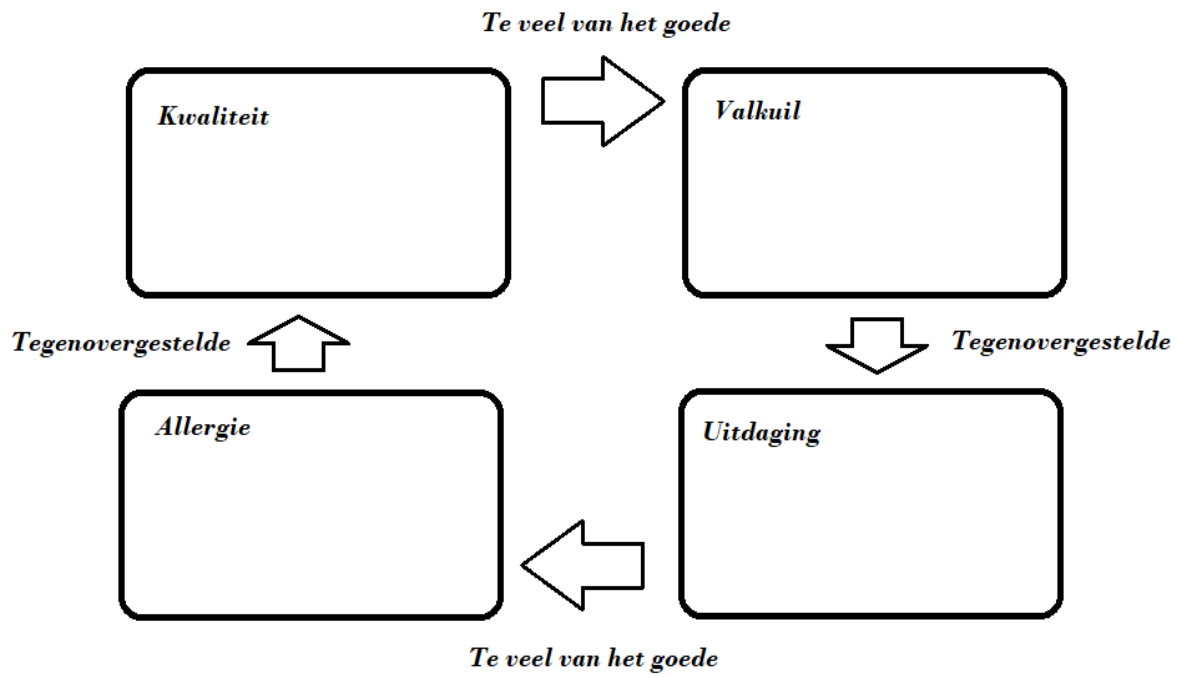 Te veel van het goede
Kwaliteit
Valkuil
Tegenovergestelde
Tegenovergestelde
Allergie
Uitdaging
Te veel van het goede